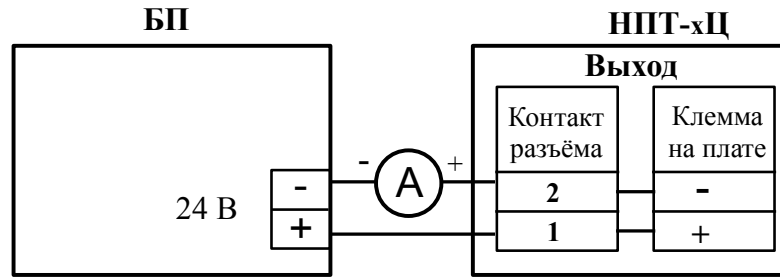 БП
НПТ-хЦ
Выход
Контакт разъёма
Клемма на плате
- А +
24 В
-
2
-
+
1
+